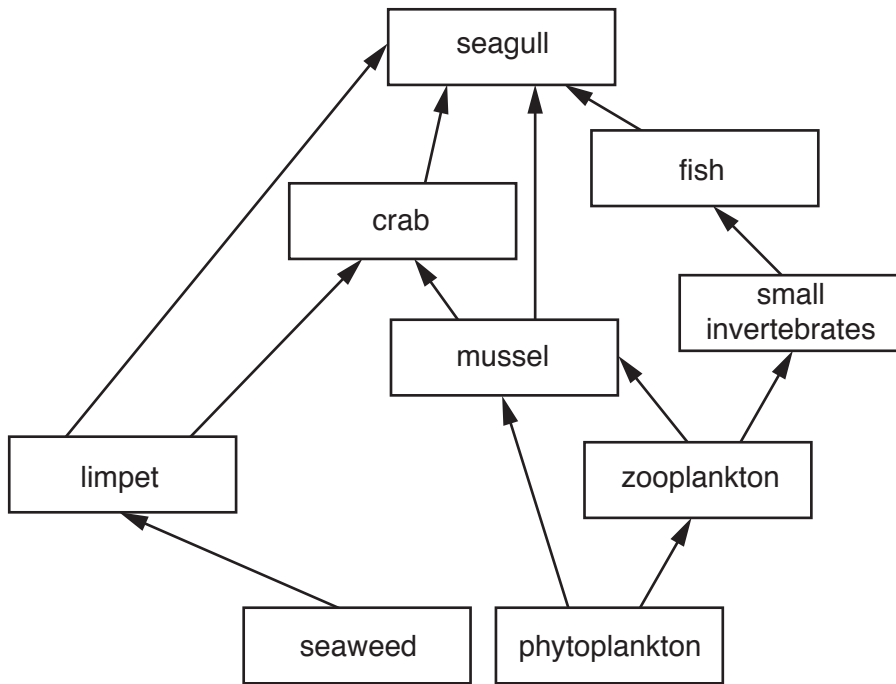 seagull
fish
crab
small
invertebrates
mussel
limpet
zooplankton
seaweed
phytoplankton